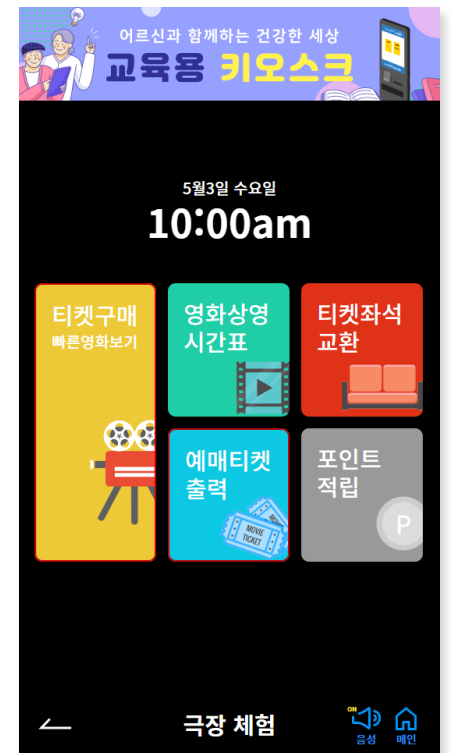 어르신과 함께하는 건강한 세상
교육용 키오스크
5월3일 수요일
10:00am
티켓구매
빠른영화보기
영화상영
시간표
티켓좌석
교환
예매티켓
출력
MOVIE
TICKET
MOVIE
포인트
적립
P
극장 체험
ON
음성
메인